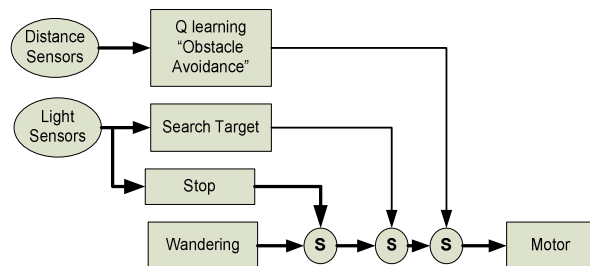 Distance
Sensors
Q learning
“Obstacle
Avoidance”
Light
Sensors
Search Target
Stop
Wandering
S
S
S
Motor